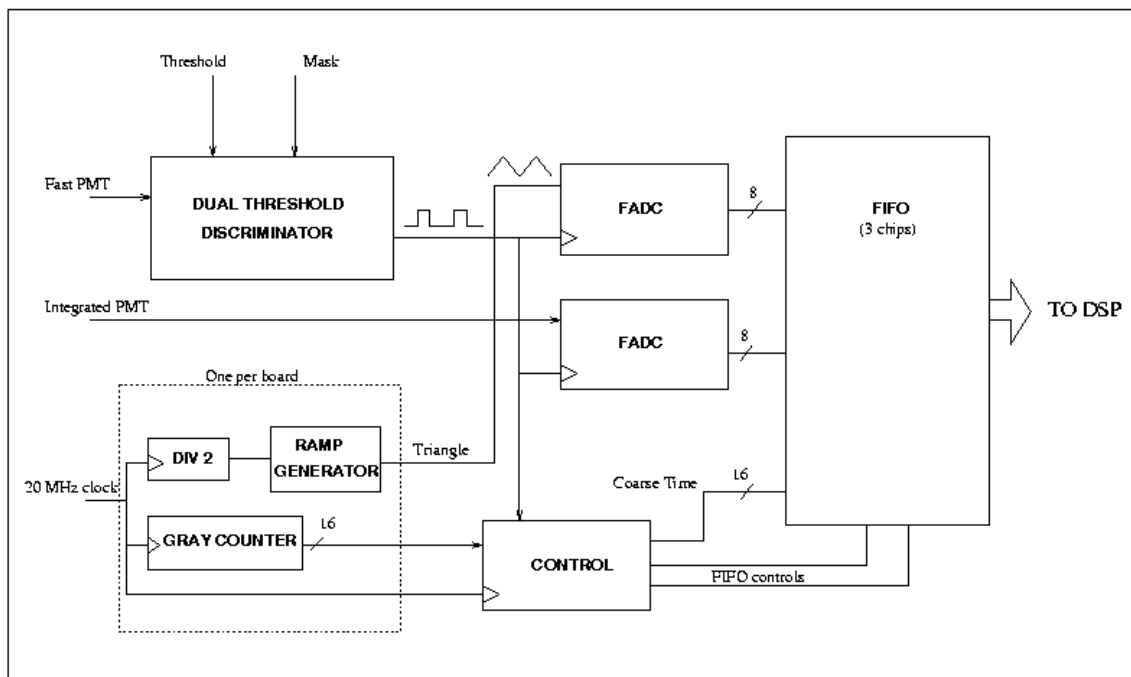 Threshold
Mask
Fast PMT
DUAL THRESHOLD
DISCRIMINATOR
FADC
8
FIFO
(3 chips)
Integrated PMT
FADC
8
TO DSP
One per board
DIV 2
RAMP
GENERATOR
Triangle
20 MHz clock
GRAY COUNTER
16
CONTROL
Coarse Time
16
FIFO controls